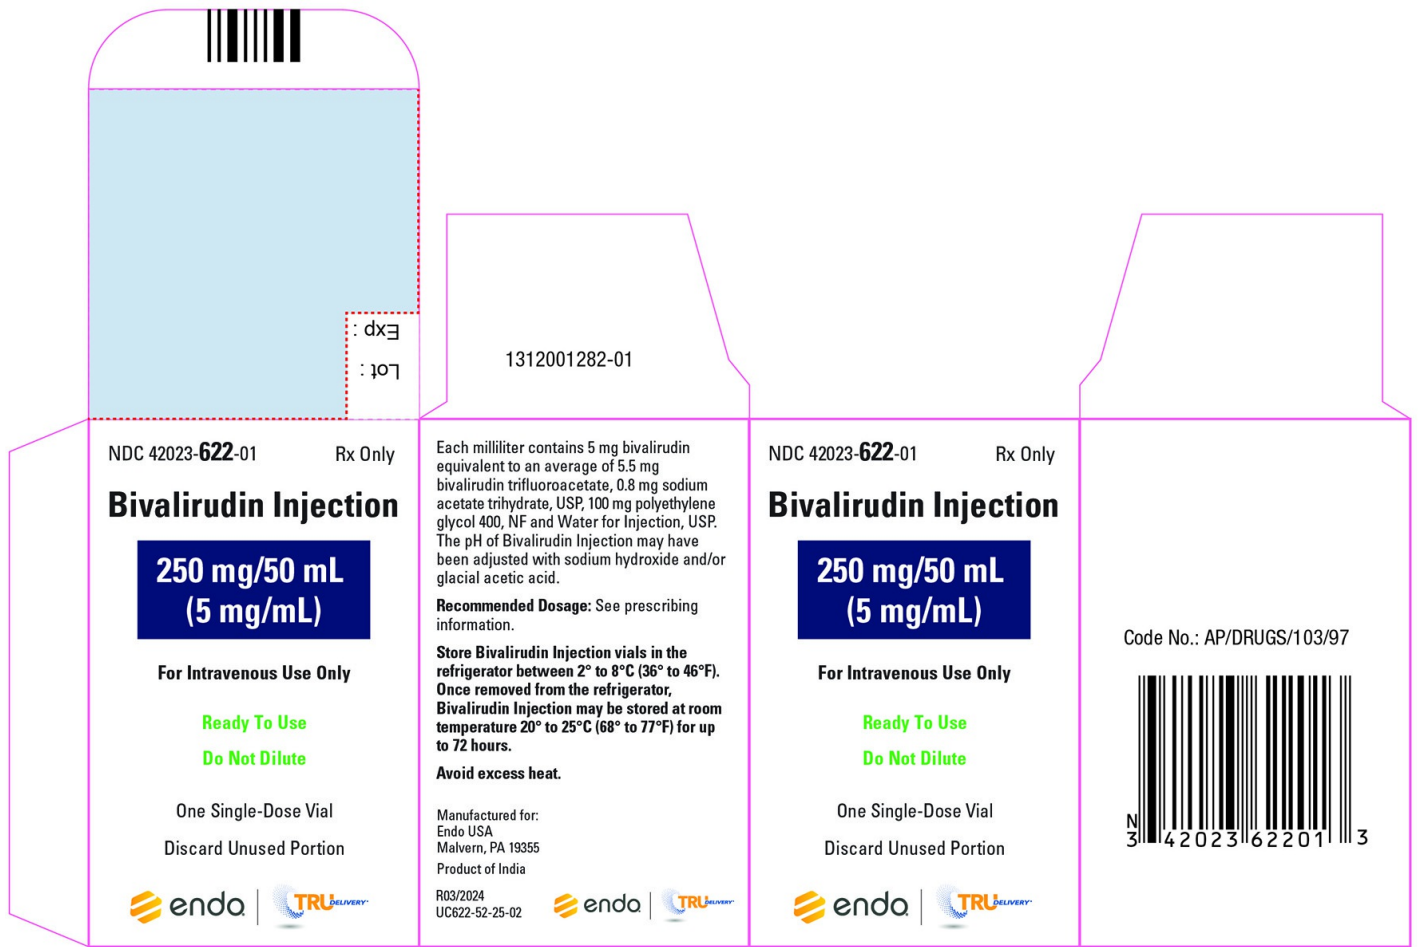 Exp :
Lot :
1312001282-01
NDC 42023-622-01 Rx Only
Bivalirudin Injection
250 mg/50 mL
(5 mg/mL)
For Intravenous Use Only
Ready To Use
Do Not Dilute
One Single-Dose Vial
Discard Unused Portion
endo. TRU DELIVERY
Each milliliter contains 5 mg bivalirudin
equivalent to an average of 5.5 mg
bivalirudin trifluoroacetate, 0.8 mg sodium
acetate trihydrate, USP, 100 mg polyethylene
glycol 400, NF and Water for Injection, USP.
The pH of Bivalirudin Injection may have
been adjusted with sodium hydroxide and/or
glacial acetic acid.
Recommended Dosage: See prescribing
information.
Store Bivalirudin Injection vials in the
refrigerator between 2° to 8°C (36° to 46°F).
Once removed from the refrigerator,
Bivalirudin Injection may be stored at room
temperature 20° to 25°C (68° to 77°F) for up
to 72 hours.
Avoid excess heat.
Manufactured for:
Endo USA
Malvern, PA 19355
Product of India
R03/2024
UC622-52-25-02
endo. TRU DELIVERY
NDC 42023-622-01 Rx Only
Bivalirudin Injection
250 mg/50 mL
(5 mg/mL)
For Intravenous Use Only
Ready To Use
Do Not Dilute
One Single-Dose Vial
Discard Unused Portion
endo. TRU DELIVERY
Code No.: AP/DRUGS/103/97
N
3 42023 62201 3